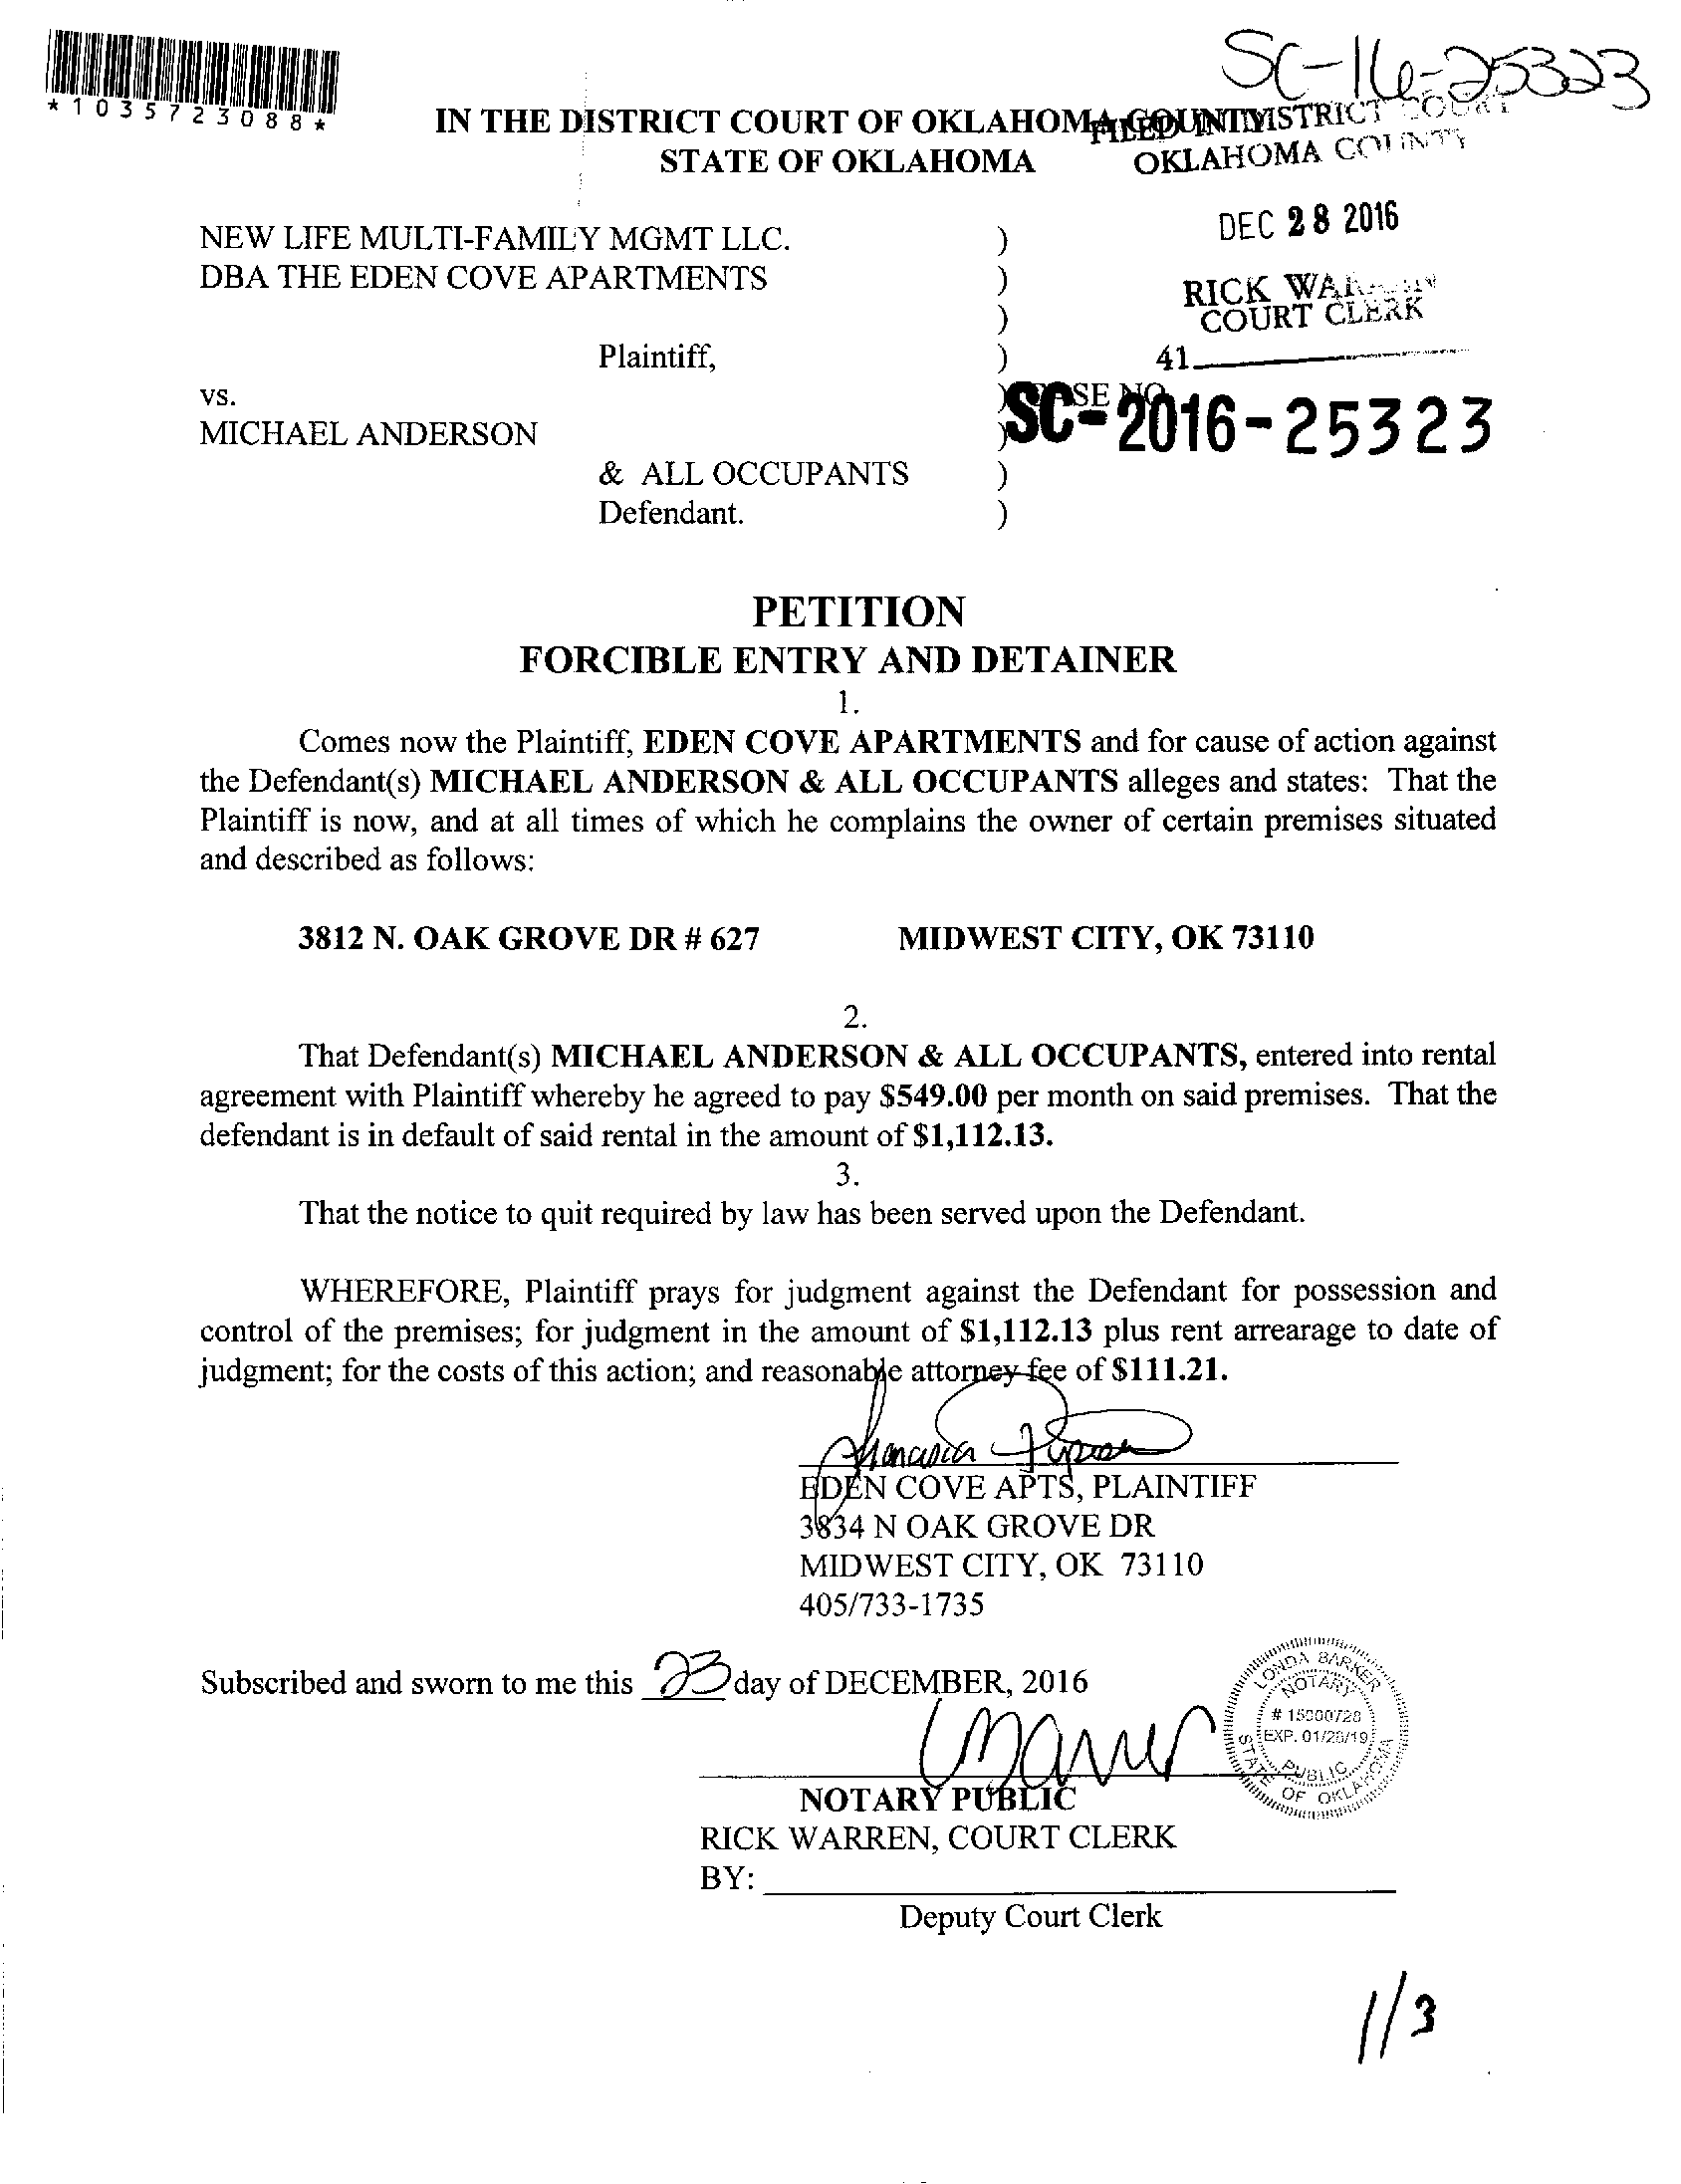 SC-16-25323
*1035723088*
IN THE DISTRICT COURT OF OKLAHOMA COUNTY
STATE OF OKLAHOMA
FILED IN DISTRICT COURT
OKLAHOMA COUNTY
DEC 28 2016
RICK WARREN
COURT CLERK
41
NEW LIFE MULTI-FAMILY MGMT LLC. )
DBA THE EDEN COVE APARTMENTS )
)
Plaintiff, )
vs. ) CASE NO.
SC-2016-25323
MICHAEL ANDERSON )
& ALL OCCUPANTS )
Defendant. )
PETITION
FORCIBLE ENTRY AND DETAINER
1.
Comes now the Plaintiff, EDEN COVE APARTMENTS and for cause of action against
the Defendant(s) MICHAEL ANDERSON & ALL OCCUPANTS alleges and states: That the
Plaintiff is now, and at all times of which he complains the owner of certain premises situated
and described as follows:
3812 N. OAK GROVE DR # 627 MIDWEST CITY, OK 73110
2.
That Defendant(s) MICHAEL ANDERSON & ALL OCCUPANTS, entered into rental
agreement with Plaintiff whereby he agreed to pay $549.00 per month on said premises. That the
defendant is in default of said rental in the amount of $1,112.13.
3.
That the notice to quit required by law has been served upon the Defendant.
WHEREFORE, Plaintiff prays for judgment against the Defendant for possession and
control of the premises; for judgment in the amount of $1,112.13 plus rent arrearage to date of
judgment; for the costs of this action; and reasonable attorney fee of $111.21.
EDEN COVE APTS, PLAINTIFF
3834 N OAK GROVE DR
MIDWEST CITY, OK 73110
405/733-1735
Subscribed and sworn to me this 23 day of DECEMBER, 2016
LONDA BARKER
NOTARY
# 15000728
EXP. 01/28/19
PUBLIC
STATE OF OKLAHOMA
NOTARY PUBLIC
RICK WARREN, COURT CLERK
BY:
Deputy Court Clerk
1/3